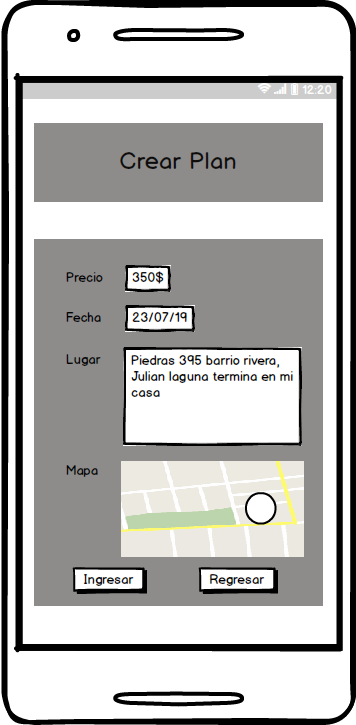 12:20
Crear Plan
Precio 350$
Fecha 23/07/19
Lugar Piedras 395 barrio rivera,
Julian laguna termina en mi
casa
Mapa
Ingresar Regresar